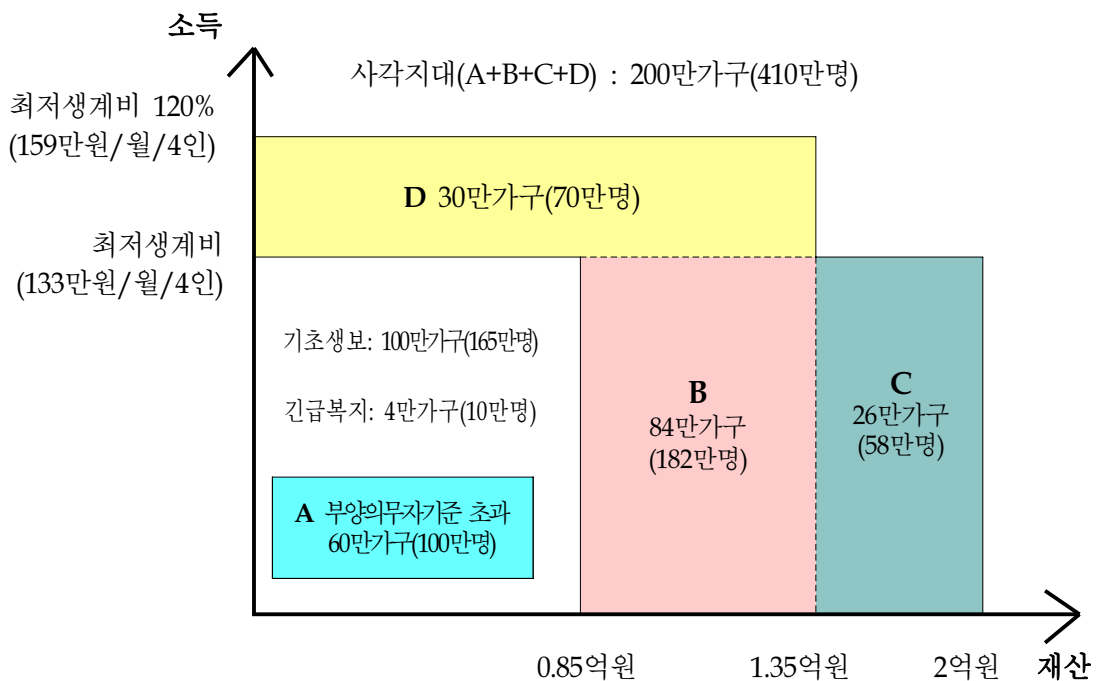 소득
사각지대(A+B+C+D) : 200만가구(410만명)
최저생계비 120%
(159만원/월/4인)
D 30만가구(70만명)
최저생계비
(133만원/월/4인)
기초생보: 100만가구(165만명)
긴급복지: 4만가구(10만명)
B
84만가구
(182만명)
C
26만가구
(58만명)
A 부양의무자기준 초과
60만가구(100만명)
0.85억원
1.35억원
2억원
재산